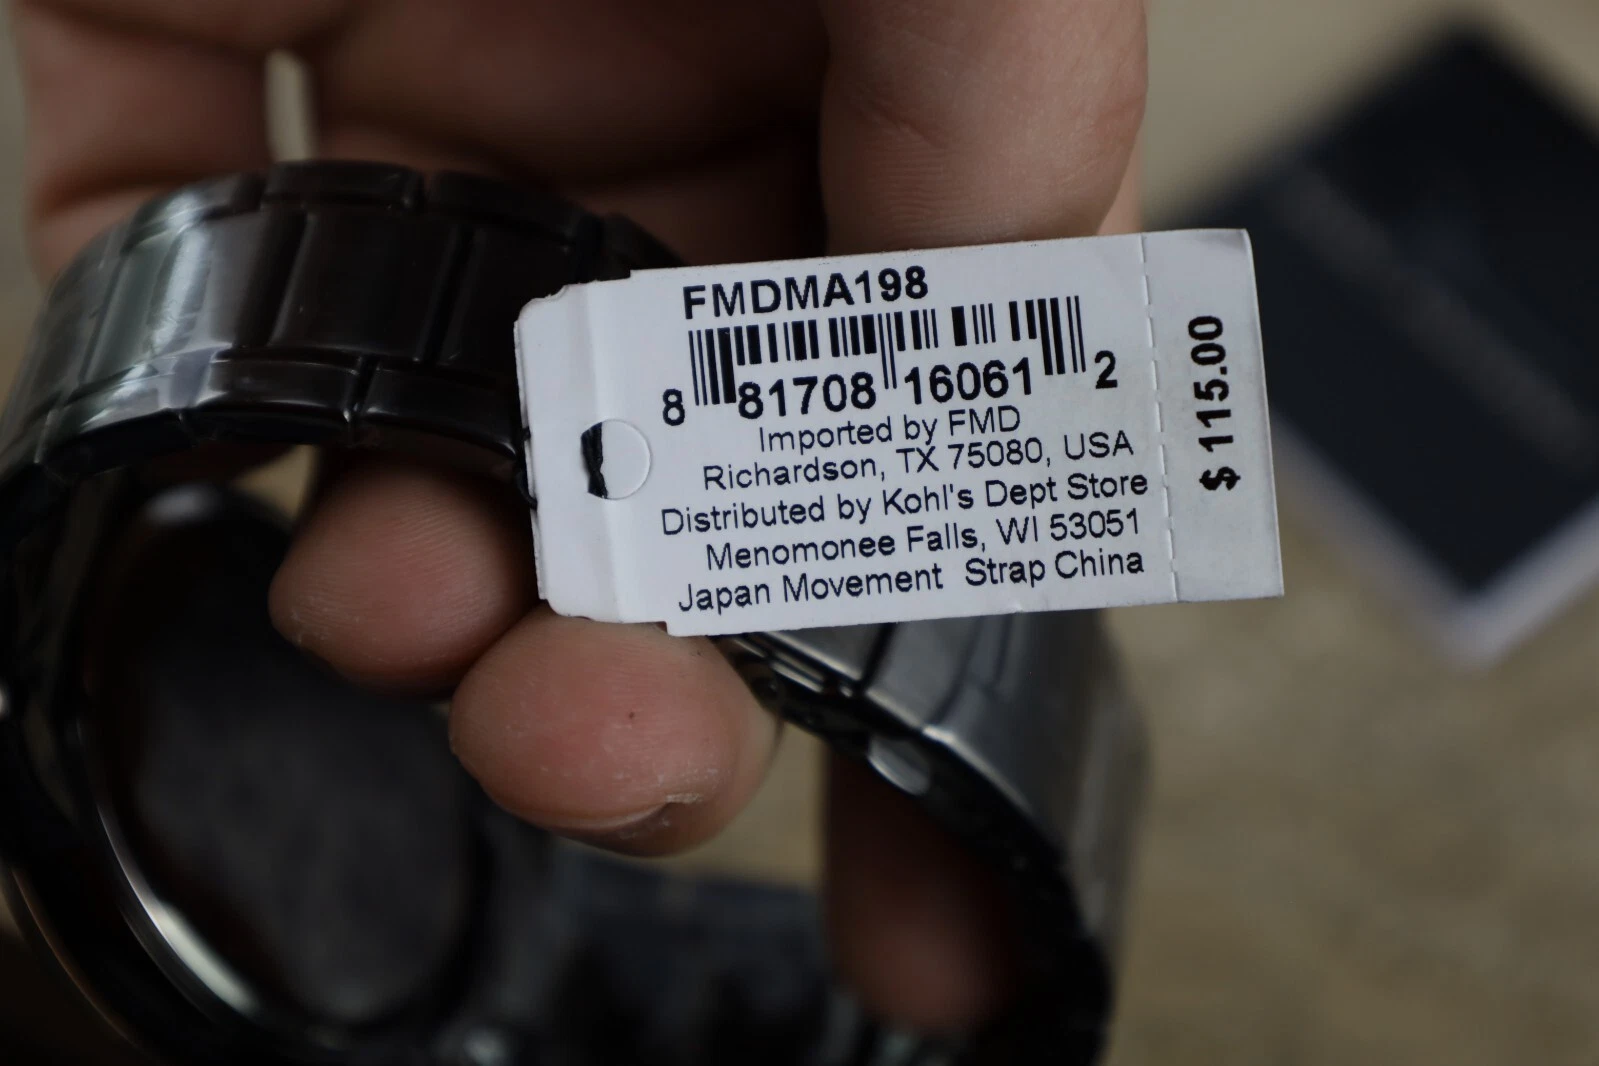 FMDMA198
8 81708 16061 2
Imported by FMD
Richardson, TX 75080, USA
Distributed by Kohl's Dept Store
Menomonee Falls, WI 53051
Japan Movement Strap China
$ 115.00